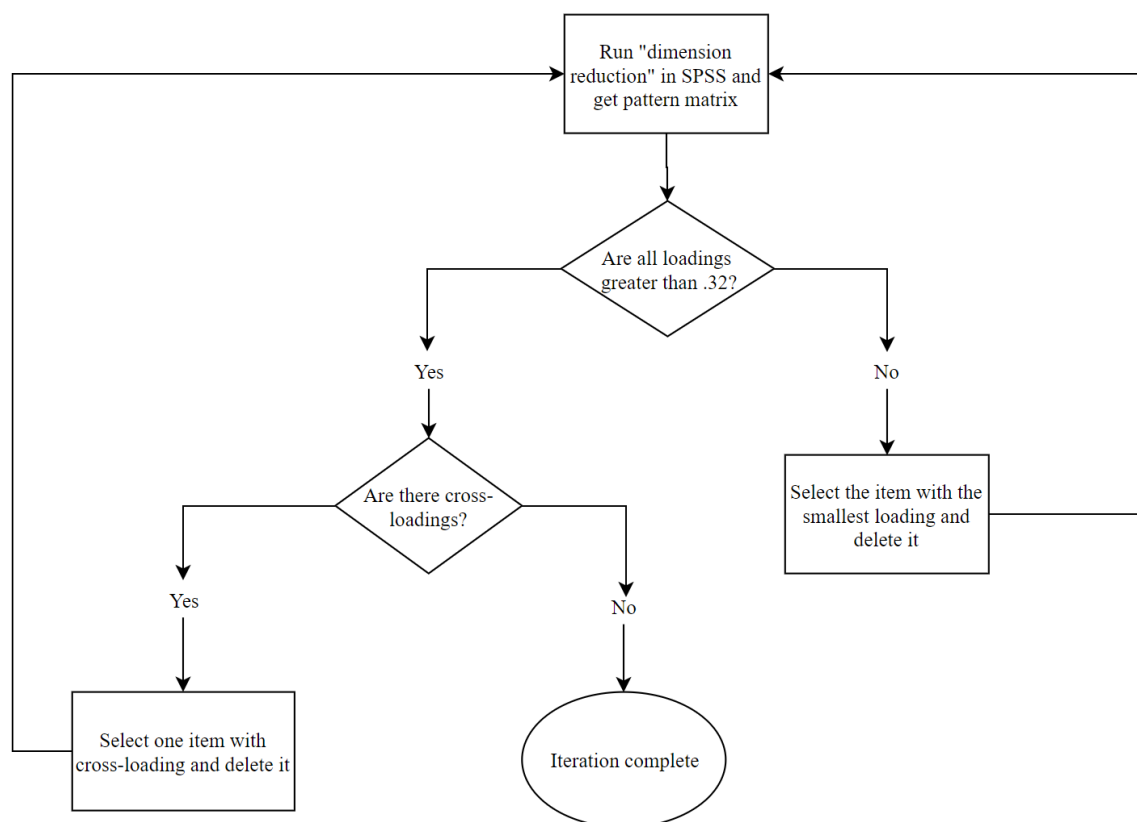 Run "dimension
reduction" in SPSS and
get pattern matrix
Are all loadings
greater than .32?
Yes
No
Are there cross-
loadings?
Select the item with the
smallest loading and
delete it
Yes
No
Select one item with
cross-loading and delete it
Iteration complete